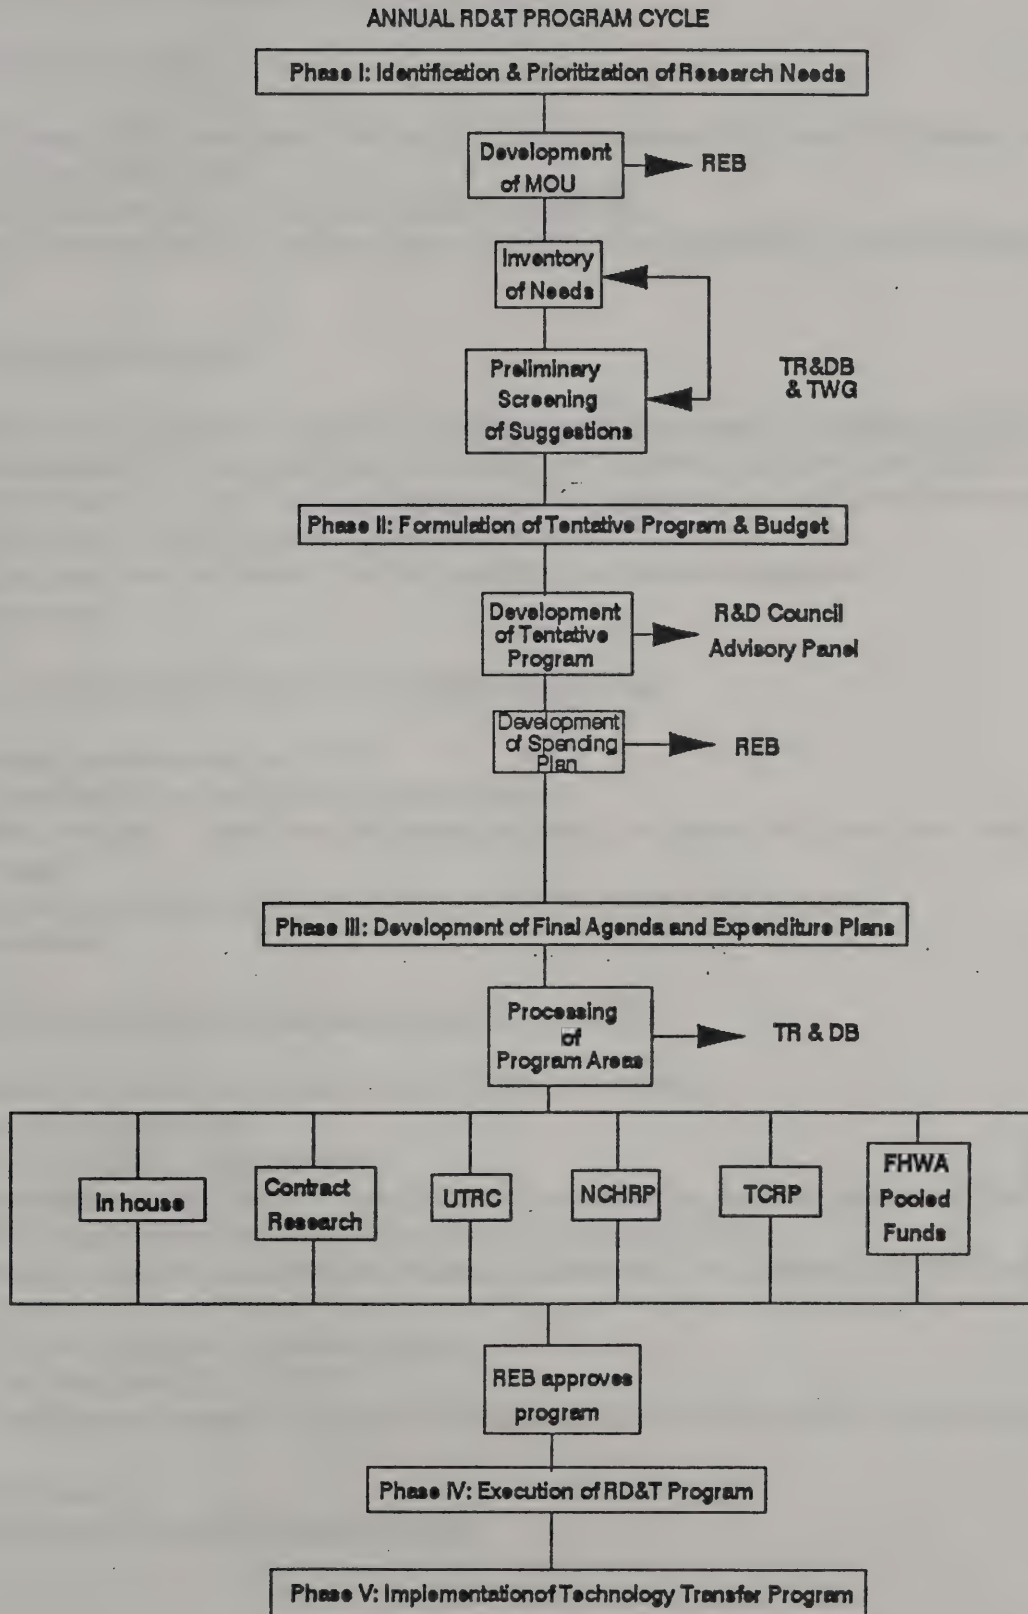 ANNUAL RD&T PROGRAM CYCLE
Phase I: Identification & Prioritization of Research Needs
Development
of MOU
REB
Inventory
of Needs
Preliminary
Screening
of Suggestions
TR&DB
& TWG
Phase II: Formulation of Tentative Program & Budget
Development
of Tentative
Program
R&D Council
Advisory Panel
Development
of Spending
Plan
REB
Phase III: Development of Final Agenda and Expenditure Plans
Processing
of
Program Areas
TR & DB
In house
Contract
Research
UTRC
NCHRP
TCRP
FHWA
Pooled
Funds
REB approves
program
Phase IV: Execution of RD&T Program
Phase V: Implementationof Technology Transfer Program